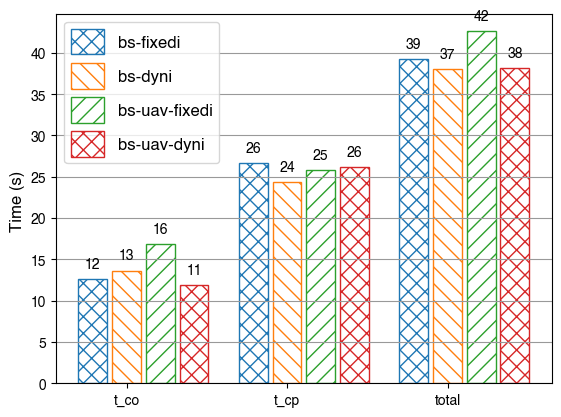 bs-fixedi
bs-dyni
bs-uav-fixedi
bs-uav-dyni
Time (s)
40
35
30
25
20
15
10
5
0
12
13
16
11
26
24
25
26
39
37
42
38
t_co
t_cp
total